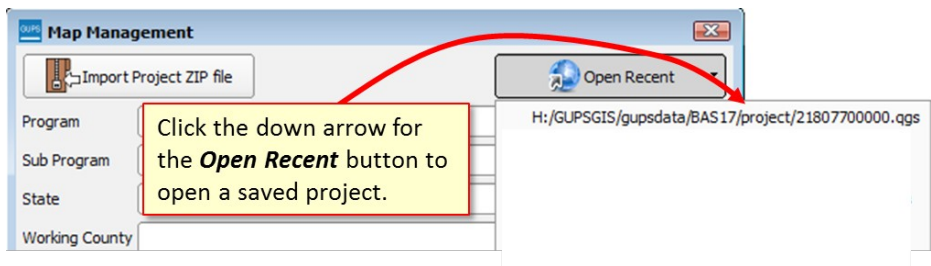 GUPS Map Management
Import Project ZIP file
Open Recent
H:/GUPSGIS/gupsdata/BAS17/project/21807700000.qgs
Program
Click the down arrow for
the Open Recent button to
open a saved project.
Sub Program
State
Working County